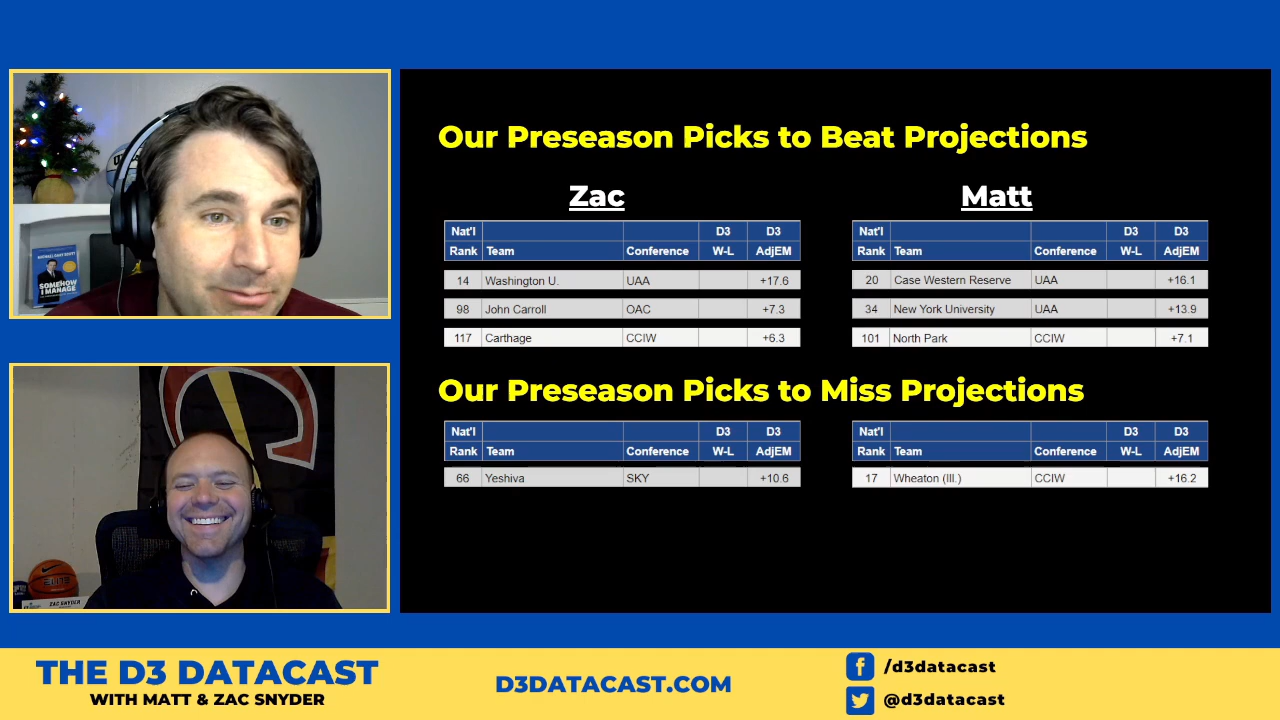 Our Preseason Picks to Beat Projections
Zac
Nat'l D3 D3
Rank Team Conference W-L AdjEM
14 Washington U. UAA +17.6
98 John Carroll OAC +7.3
117 Carthage CCIW +6.3
Matt
Nat'l D3 D3
Rank Team Conference W-L AdjEM
20 Case Western Reserve UAA +16.1
34 New York University UAA +13.9
101 North Park CCIW +7.1
Our Preseason Picks to Miss Projections
Nat'l D3 D3
Rank Team Conference W-L AdjEM
66 Yeshiva SKY +10.6
Nat'l D3 D3
Rank Team Conference W-L AdjEM
17 Wheaton (Ill.) CCIW +16.2
SOMEHOW
I MANAGE
ELITE
ZAC SNYDER
THE D3 DATACAST
WITH MATT & ZAC SNYDER
D3DATACAST.COM
/d3datacast
@d3datacast